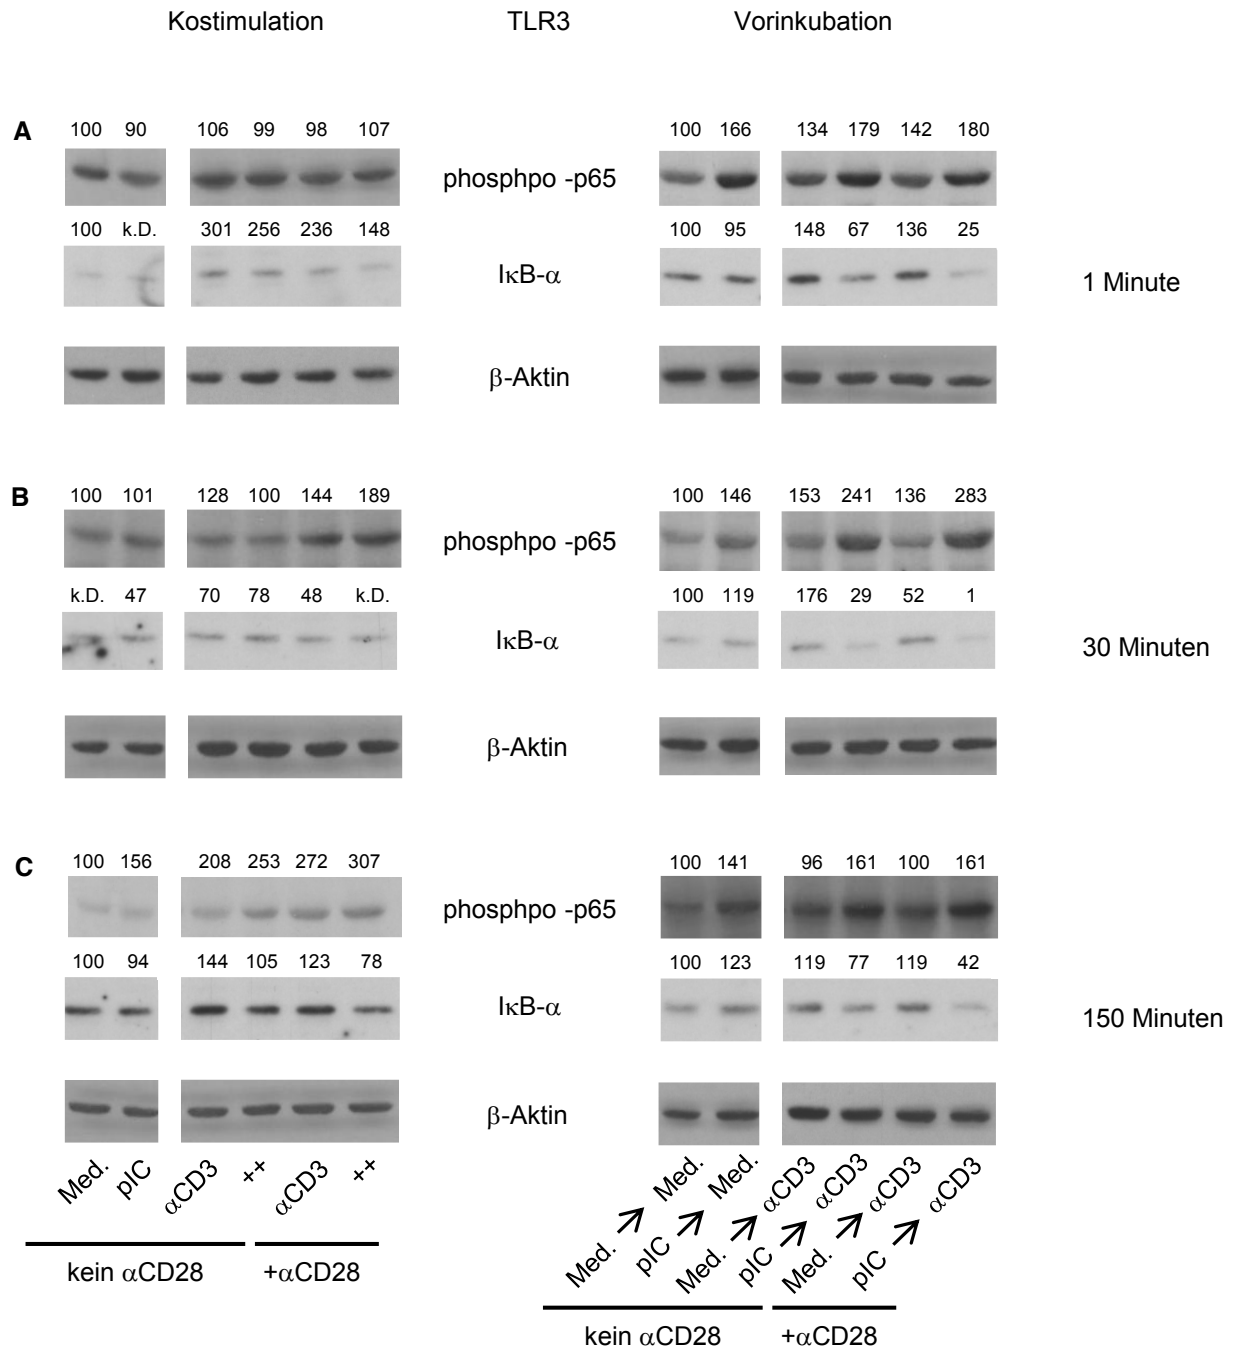 Kostimulation TLR3 Vorinkubation
A 100 90 106 99 98 107 100 166 134 179 142 180
phosphpo -p65
100 k.D. 301 256 236 148 100 95 148 67 136 25
IκB-α
1 Minute
β-Aktin
B 100 101 128 100 144 189 100 146 153 241 136 283
phosphpo -p65
k.D. 47 70 78 48 k.D. 100 119 176 29 52 1
IκB-α
30 Minuten
β-Aktin
C 100 156 208 253 272 307 100 141 96 161 100 161
phosphpo -p65
100 94 144 105 123 78 100 123 119 77 119 42
IκB-α
150 Minuten
β-Aktin
Med. pIC αCD3 ++ αCD3 ++
kein αCD28 +αCD28
Med. ↗ Med.
pIC ↗ Med.
Med. ↗ αCD3
pIC ↗ αCD3
Med. ↗ αCD3
pIC ↗ αCD3
kein αCD28 +αCD28